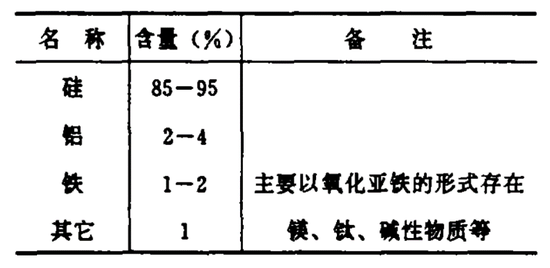 名 称 含量(%) 备 注
硅 85－95
铝 2－4
铁 1－2 主要以氧化亚铁的形式存在
其它 1 镁、钛、碱性物质等